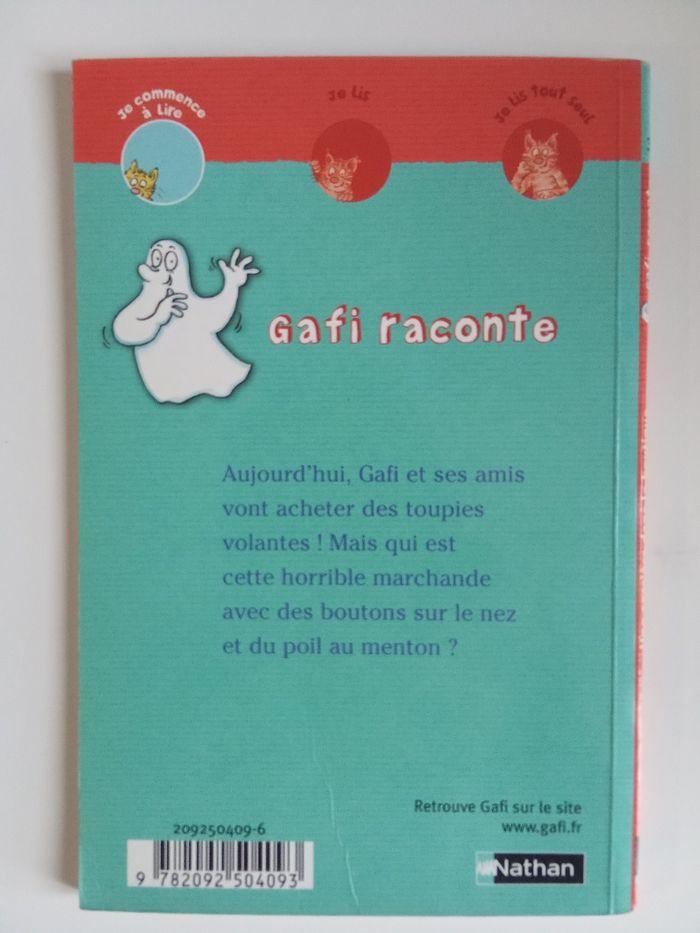 Je commence
à Lire
Je Lis
Je Lis tout seul
Gafi raconte
Aujourd'hui, Gafi et ses amis
vont acheter des toupies
volantes ! Mais qui est
cette horrible marchande
avec des boutons sur le nez
et du poil au menton ?
Retrouve Gafi sur le site
www.gafi.fr
209250409-6
9 782092 504093
Nathan